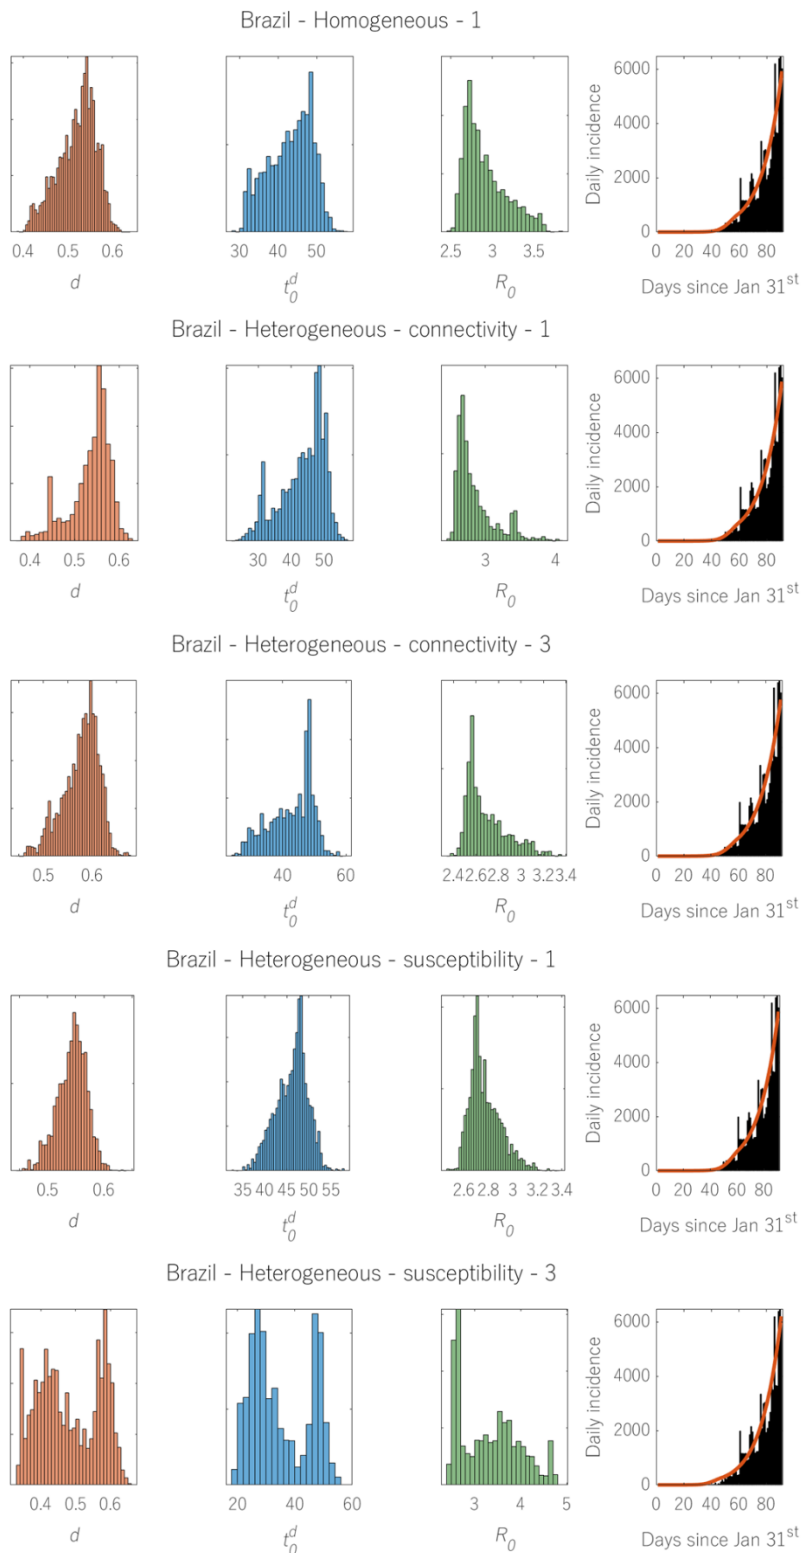 Brazil - Homogeneous - 1
6000
4000
2000
0
Daily incidence
0.4 0.5 0.6
30 40 50
2.5 3 3.5
0 20 40 60 80
d
t₀ᵈ
R₀
Days since Jan 31ˢᵗ
Brazil - Heterogeneous - connectivity - 1
6000
4000
2000
0
Daily incidence
0.4 0.5 0.6
30 40 50
3 4
0 20 40 60 80
d
t₀ᵈ
R₀
Days since Jan 31ˢᵗ
Brazil - Heterogeneous - connectivity - 3
6000
4000
2000
0
Daily incidence
0.5 0.6
40 60
2.4 2.6 2.8 3 3.2 3.4
0 20 40 60 80
d
t₀ᵈ
R₀
Days since Jan 31ˢᵗ
Brazil - Heterogeneous - susceptibility - 1
6000
4000
2000
0
Daily incidence
0.5 0.6
35 40 45 50 55
2.6 2.8 3 3.2 3.4
0 20 40 60 80
d
t₀ᵈ
R₀
Days since Jan 31ˢᵗ
Brazil - Heterogeneous - susceptibility - 3
6000
4000
2000
0
Daily incidence
0.4 0.5 0.6
20 40 60
3 4 5
0 20 40 60 80
d
t₀ᵈ
R₀
Days since Jan 31ˢᵗ